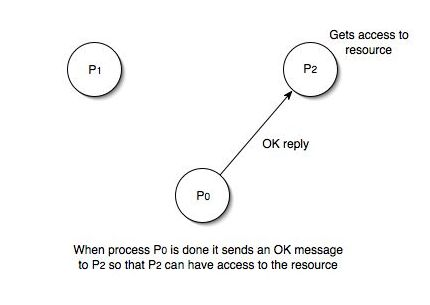 Gets access to
resource
P1
P2
OK reply
P0
When process P0 is done it sends an OK message
to P2 so that P2 can have access to the resource